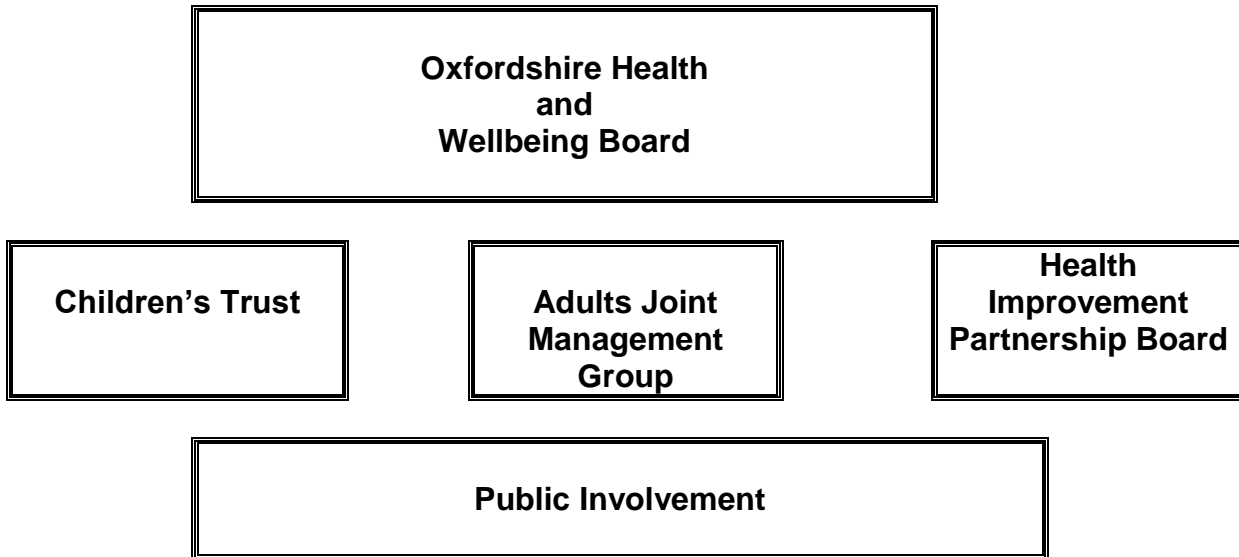 Oxfordshire Health
and
Wellbeing Board
Children’s Trust
Adults Joint
Management
Group
Health
Improvement
Partnership Board
Public Involvement